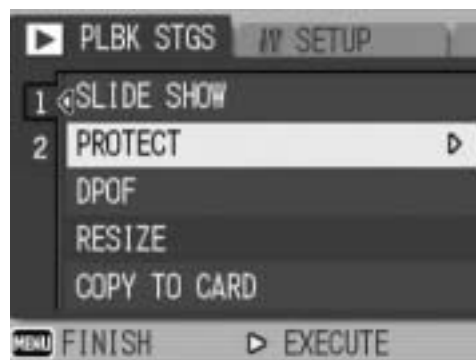 PLBK STGS SETUP
1 SLIDE SHOW
2 PROTECT
DPOF
RESIZE
COPY TO CARD
MENU FINISH EXECUTE